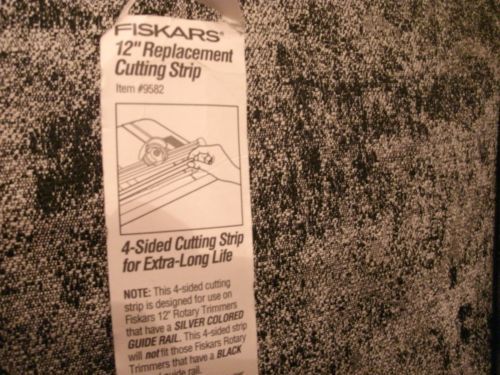 FISKARS®
12" Replacement
Cutting Strip
Item #9582
4-Sided Cutting Strip
for Extra-Long Life
NOTE: This 4-sided cutting
strip is designed for use on
Fiskars 12" Rotary Trimmers
that have a SILVER COLORED
GUIDE RAIL. This 4-sided strip
will not fit those Fiskars Rotary
Trimmers that have a BLACK
guide rail.